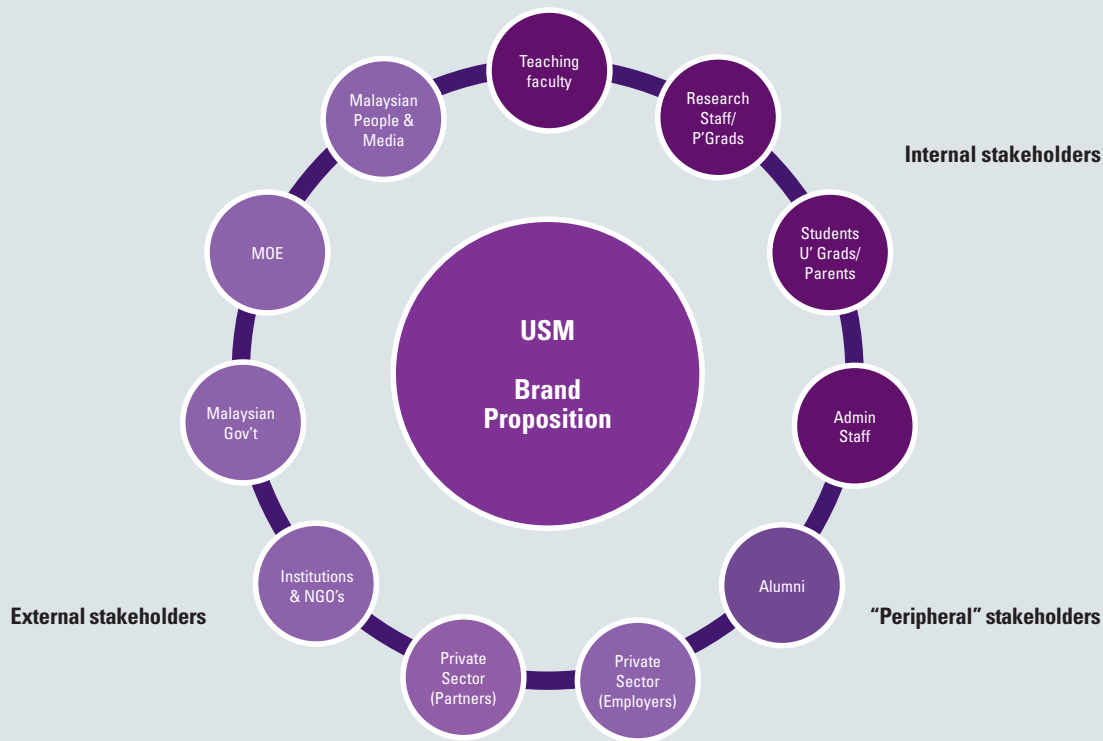 Teaching
faculty
Research
Staff/
P'Grads
Internal stakeholders
Students
U' Grads/
Parents
Admin
Staff
Alumni
“Peripheral” stakeholders
Private
Sector
(Employers)
Private
Sector
(Partners)
Institutions
& NGO's
External stakeholders
Malaysian
Gov't
MOE
Malaysian
People &
Media
USM
Brand
Proposition